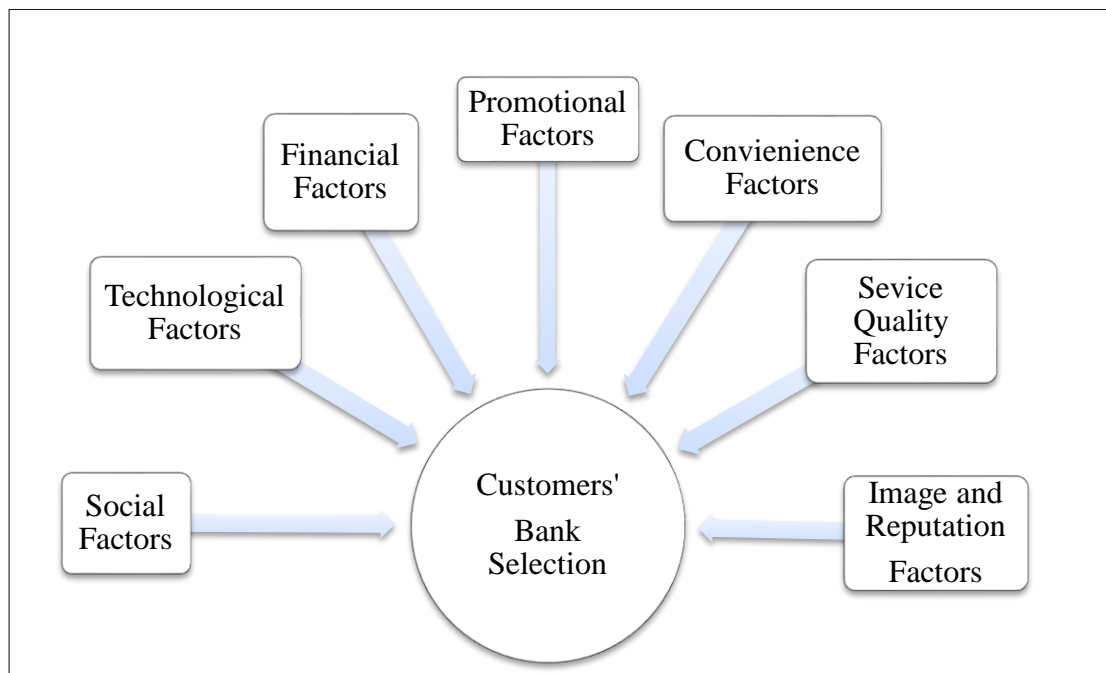 Promotional
Factors
Financial
Factors
Convienience
Factors
Technological
Factors
Sevice
Quality
Factors
Social
Factors
Customers'
Bank
Selection
Image and
Reputation
Factors